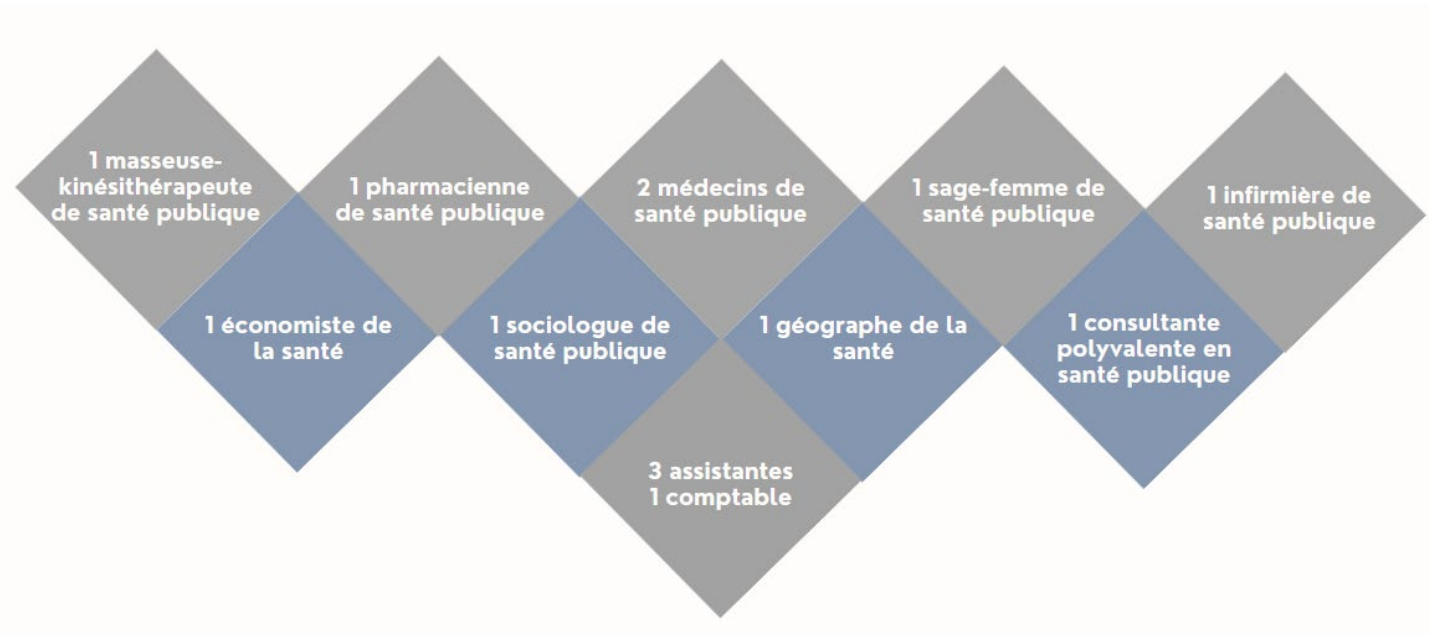 1 masseuse-
kinésithérapeute
de santé publique
1 pharmacienne
de santé publique
2 médecins de
santé publique
1 sage-femme de
santé publique
1 infirmière de
santé publique
1 économiste de
la santé
1 sociologue de
santé publique
1 géographe de la
santé
1 consultante
polyvalente en
santé publique
3 assistantes
1 comptable